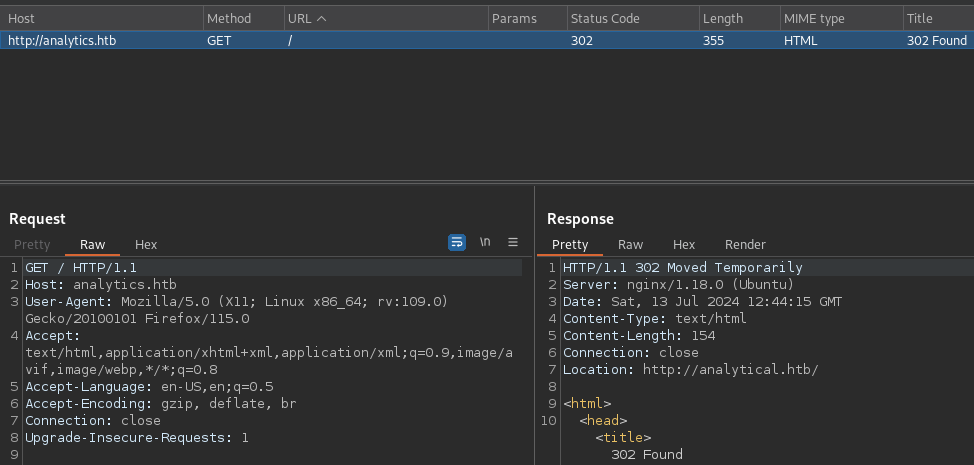 Host Method URL Params Status Code Length MIME type Title
http://analytics.htb GET / 302 355 HTML 302 Found
Request
Pretty Raw Hex \n
1 GET / HTTP/1.1
2 Host: analytics.htb
3 User-Agent: Mozilla/5.0 (X11; Linux x86_64; rv:109.0)
Gecko/20100101 Firefox/115.0
4 Accept:
text/html,application/xhtml+xml,application/xml;q=0.9,image/a
vif,image/webp,*/*;q=0.8
5 Accept-Language: en-US,en;q=0.5
6 Accept-Encoding: gzip, deflate, br
7 Connection: close
8 Upgrade-Insecure-Requests: 1
9
Response
Pretty Raw Hex Render
1 HTTP/1.1 302 Moved Temporarily
2 Server: nginx/1.18.0 (Ubuntu)
3 Date: Sat, 13 Jul 2024 12:44:15 GMT
4 Content-Type: text/html
5 Content-Length: 154
6 Connection: close
7 Location: http://analytical.htb/
8
9 <html>
10 <head>
<title>
302 Found